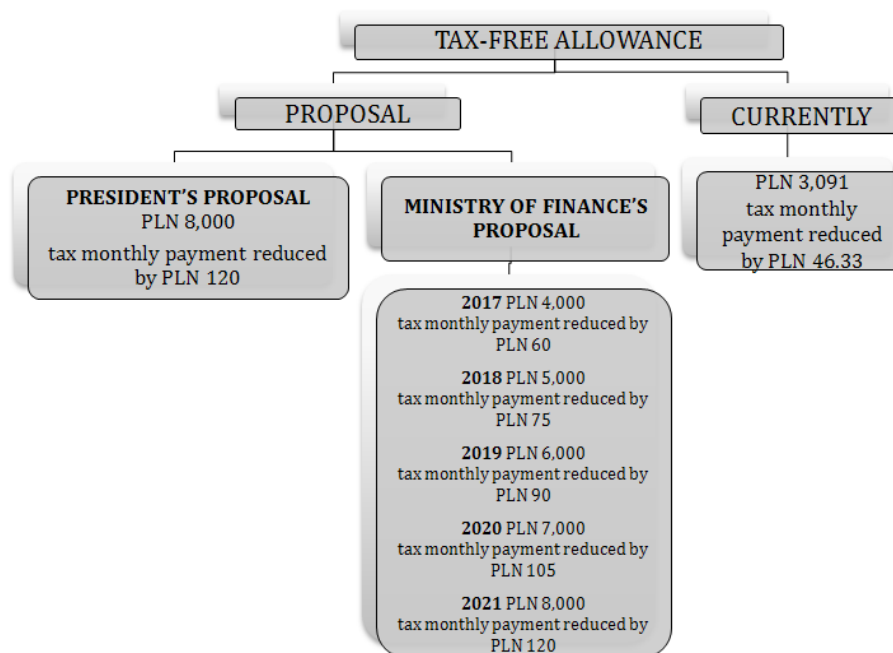 TAX-FREE ALLOWANCE
PROPOSAL
CURRENTLY
PRESIDENT'S PROPOSAL
PLN 8,000
tax monthly payment reduced
by PLN 120
MINISTRY OF FINANCE'S
PROPOSAL
PLN 3,091
tax monthly
payment reduced
by PLN 46.33
2017 PLN 4,000
tax monthly payment reduced by
PLN 60
2018 PLN 5,000
tax monthly payment reduced by
PLN 75
2019 PLN 6,000
tax monthly payment reduced by
PLN 90
2020 PLN 7,000
tax monthly payment reduced by
PLN 105
2021 PLN 8,000
tax monthly payment reduced by
PLN 120